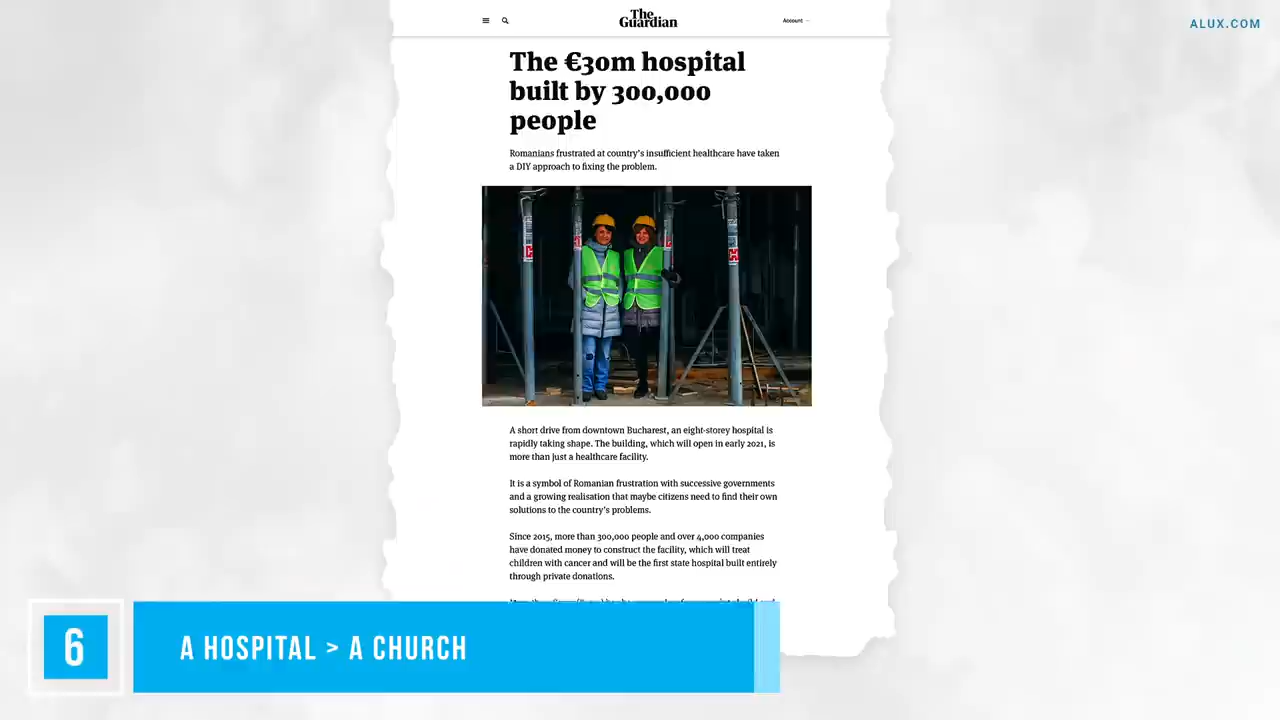 The
Guardian
Account
ALUX.COM
The €30m hospital
built by 300,000
people
Romanians frustrated at country's insufficient healthcare have taken
a DIY approach to fixing the problem.
A short drive from downtown Bucharest, an eight-storey hospital is
rapidly taking shape. The building, which will open in early 2021, is
more than just a healthcare facility.
It is a symbol of Romanian frustration with successive governments
and a growing realisation that maybe citizens need to find their own
solutions to the country's problems.
Since 2015, more than 300,000 people and over 4,000 companies
have donated money to construct the facility, which will treat
children with cancer and will be the first state hospital built entirely
through private donations.
6
A HOSPITAL > A CHURCH